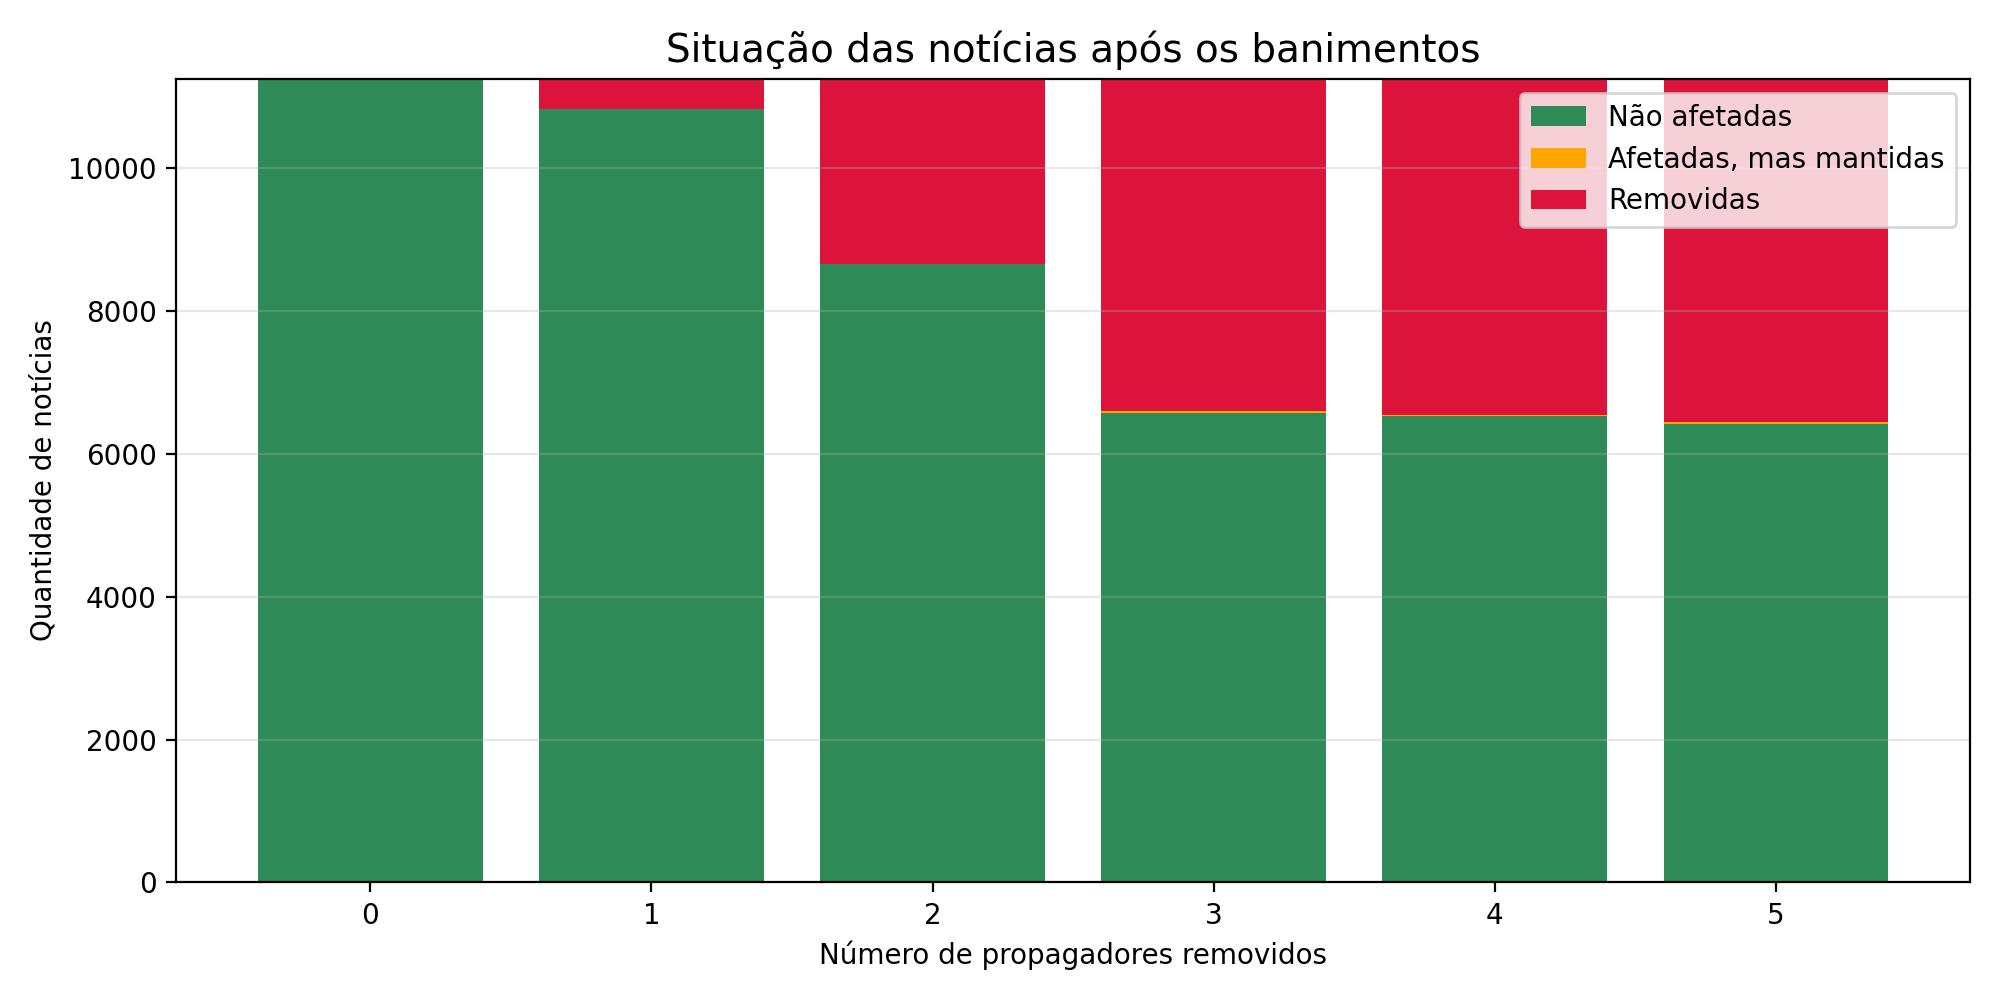 Situação das notícias após os banimentos
Quantidade de notícias
10000
8000
6000
4000
2000
0
Não afetadas
Afetadas, mas mantidas
Removidas
0 1 2 3 4 5
Número de propagadores removidos